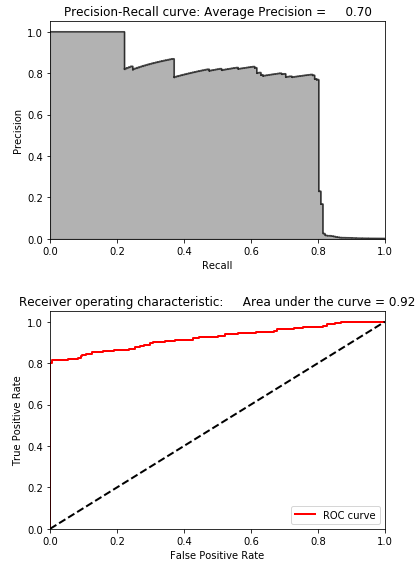 Precision-Recall curve: Average Precision = 0.70
1.0
0.8
0.6
0.4
0.2
0.0
Precision
0.0 0.2 0.4 0.6 0.8 1.0
Recall
Receiver operating characteristic: Area under the curve = 0.92
1.0
0.8
0.6
0.4
0.2
0.0
True Positive Rate
ROC curve
0.0 0.2 0.4 0.6 0.8 1.0
False Positive Rate